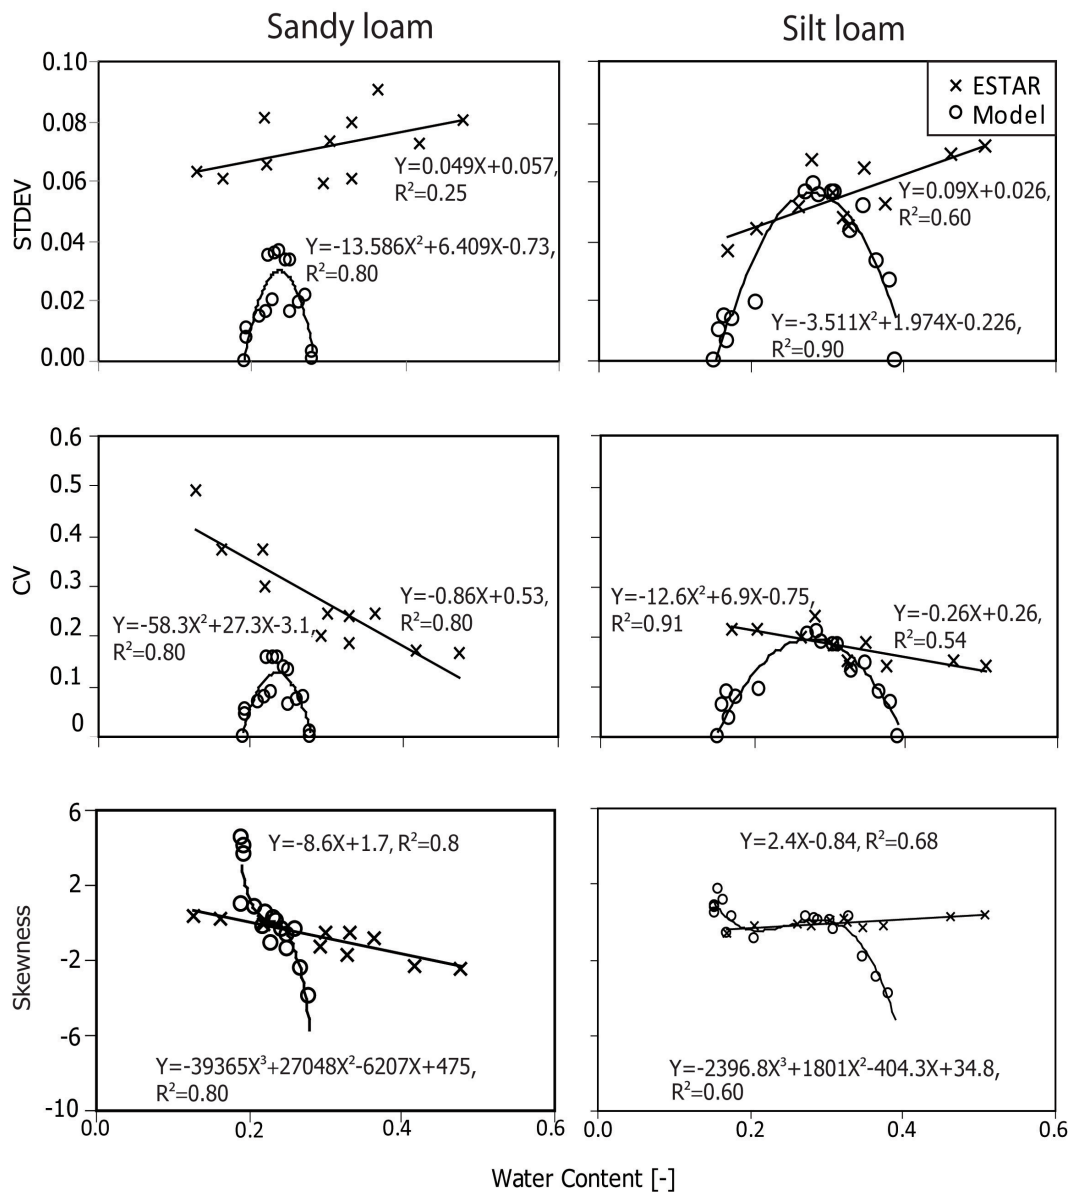 Sandy loam
Silt loam
0.10
0.08
0.06
0.04
0.02
0.00
STDEV
Y=0.049X+0.057,
R²=0.25
Y=-13.586X²+6.409X-0.73,
R²=0.80
ESTAR
Model
Y=0.09X+0.026,
R²=0.60
Y=-3.511X²+1.974X-0.226,
R²=0.90
0.6
0.5
0.4
0.3
0.2
0.1
0
CV
Y=-0.86X+0.53,
R²=0.80
Y=-58.3X²+27.3X-3.1,
R²=0.80
Y=-12.6X²+6.9X-0.75,
R²=0.91
Y=-0.26X+0.26,
R²=0.54
6
2
-2
-6
-10
Skewness
Y=-8.6X+1.7, R²=0.8
Y=-39365X³+27048X²-6207X+475,
R²=0.80
Y=2.4X-0.84, R²=0.68
Y=-2396.8X³+1801X²-404.3X+34.8,
R²=0.60
0.0
0.2
0.4
0.6
0.0
0.2
0.4
0.6
Water Content [-]